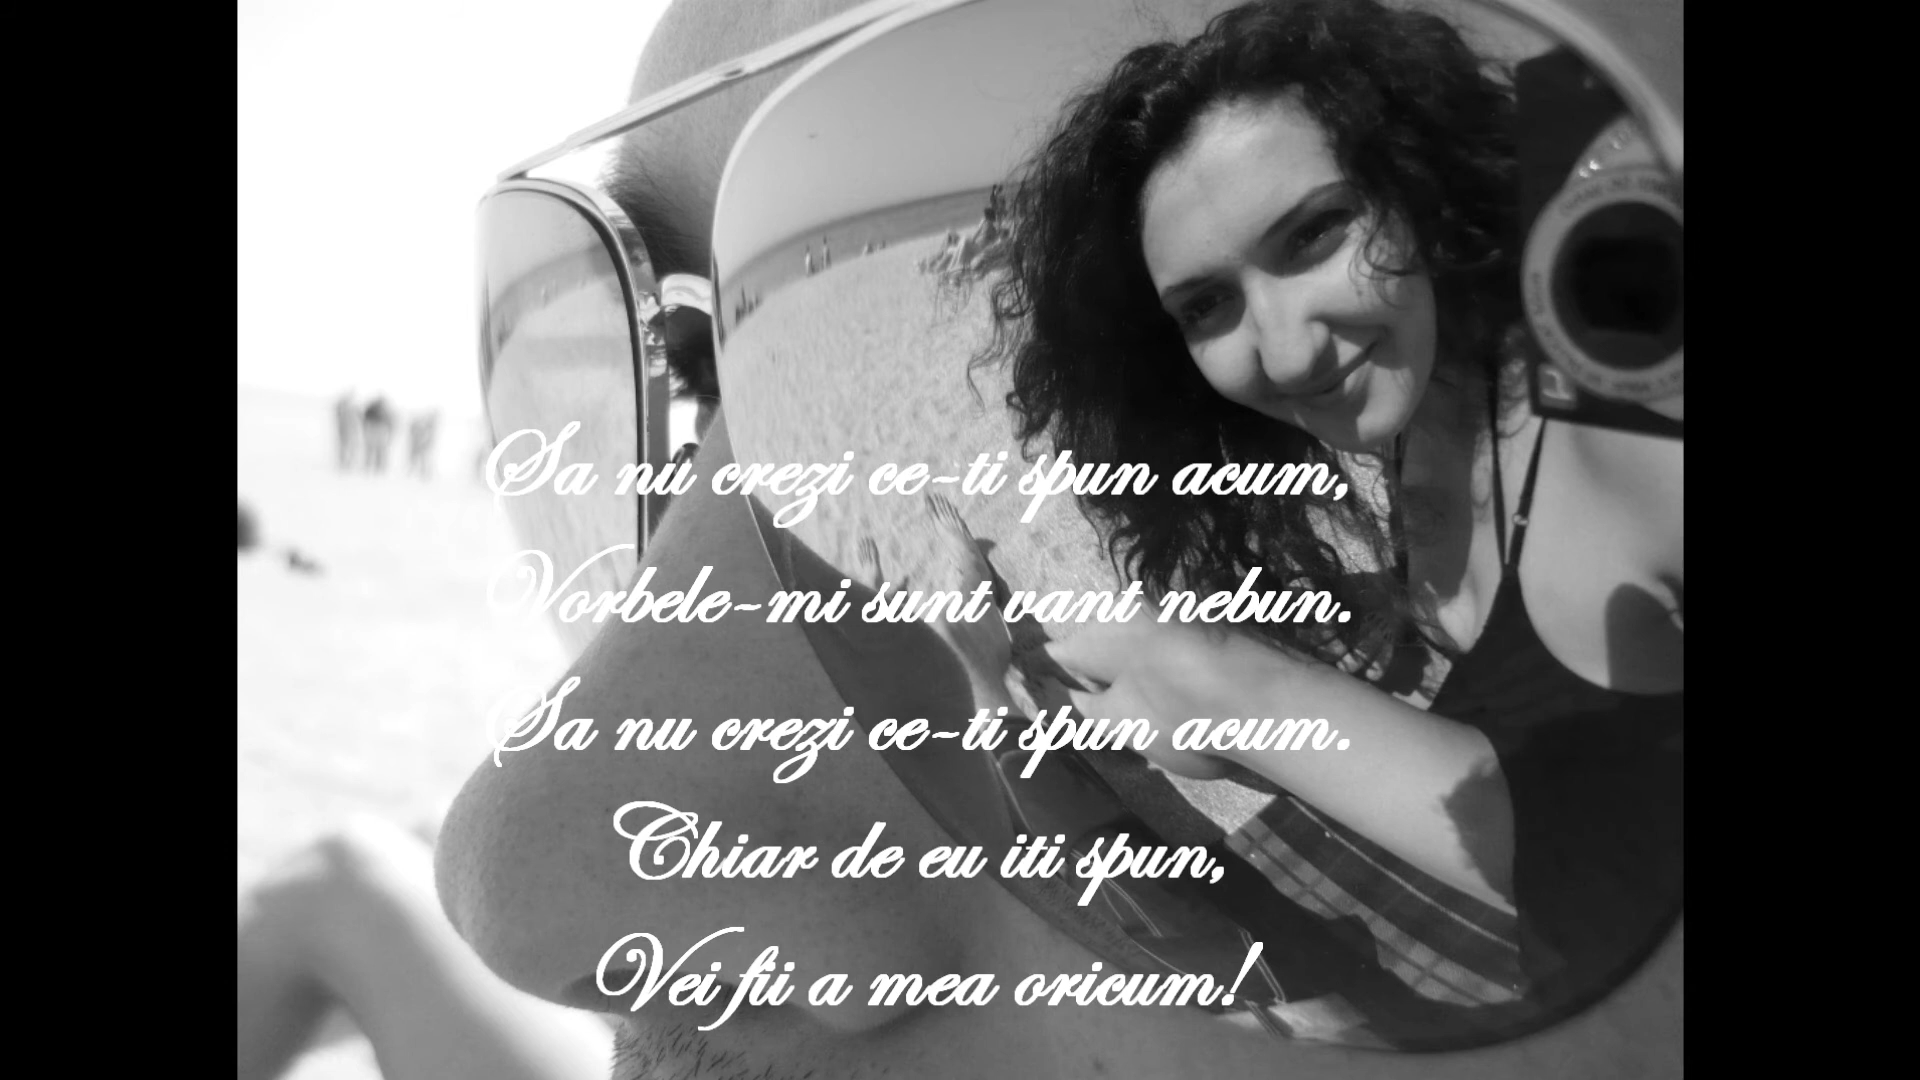 Sa nu crezi ce-ti spun acum,
Vorbele-mi sunt vant nebun.
Sa nu crezi ce-ti spun acum.
Chiar de eu iti spun,
Vei fii a mea oricum!